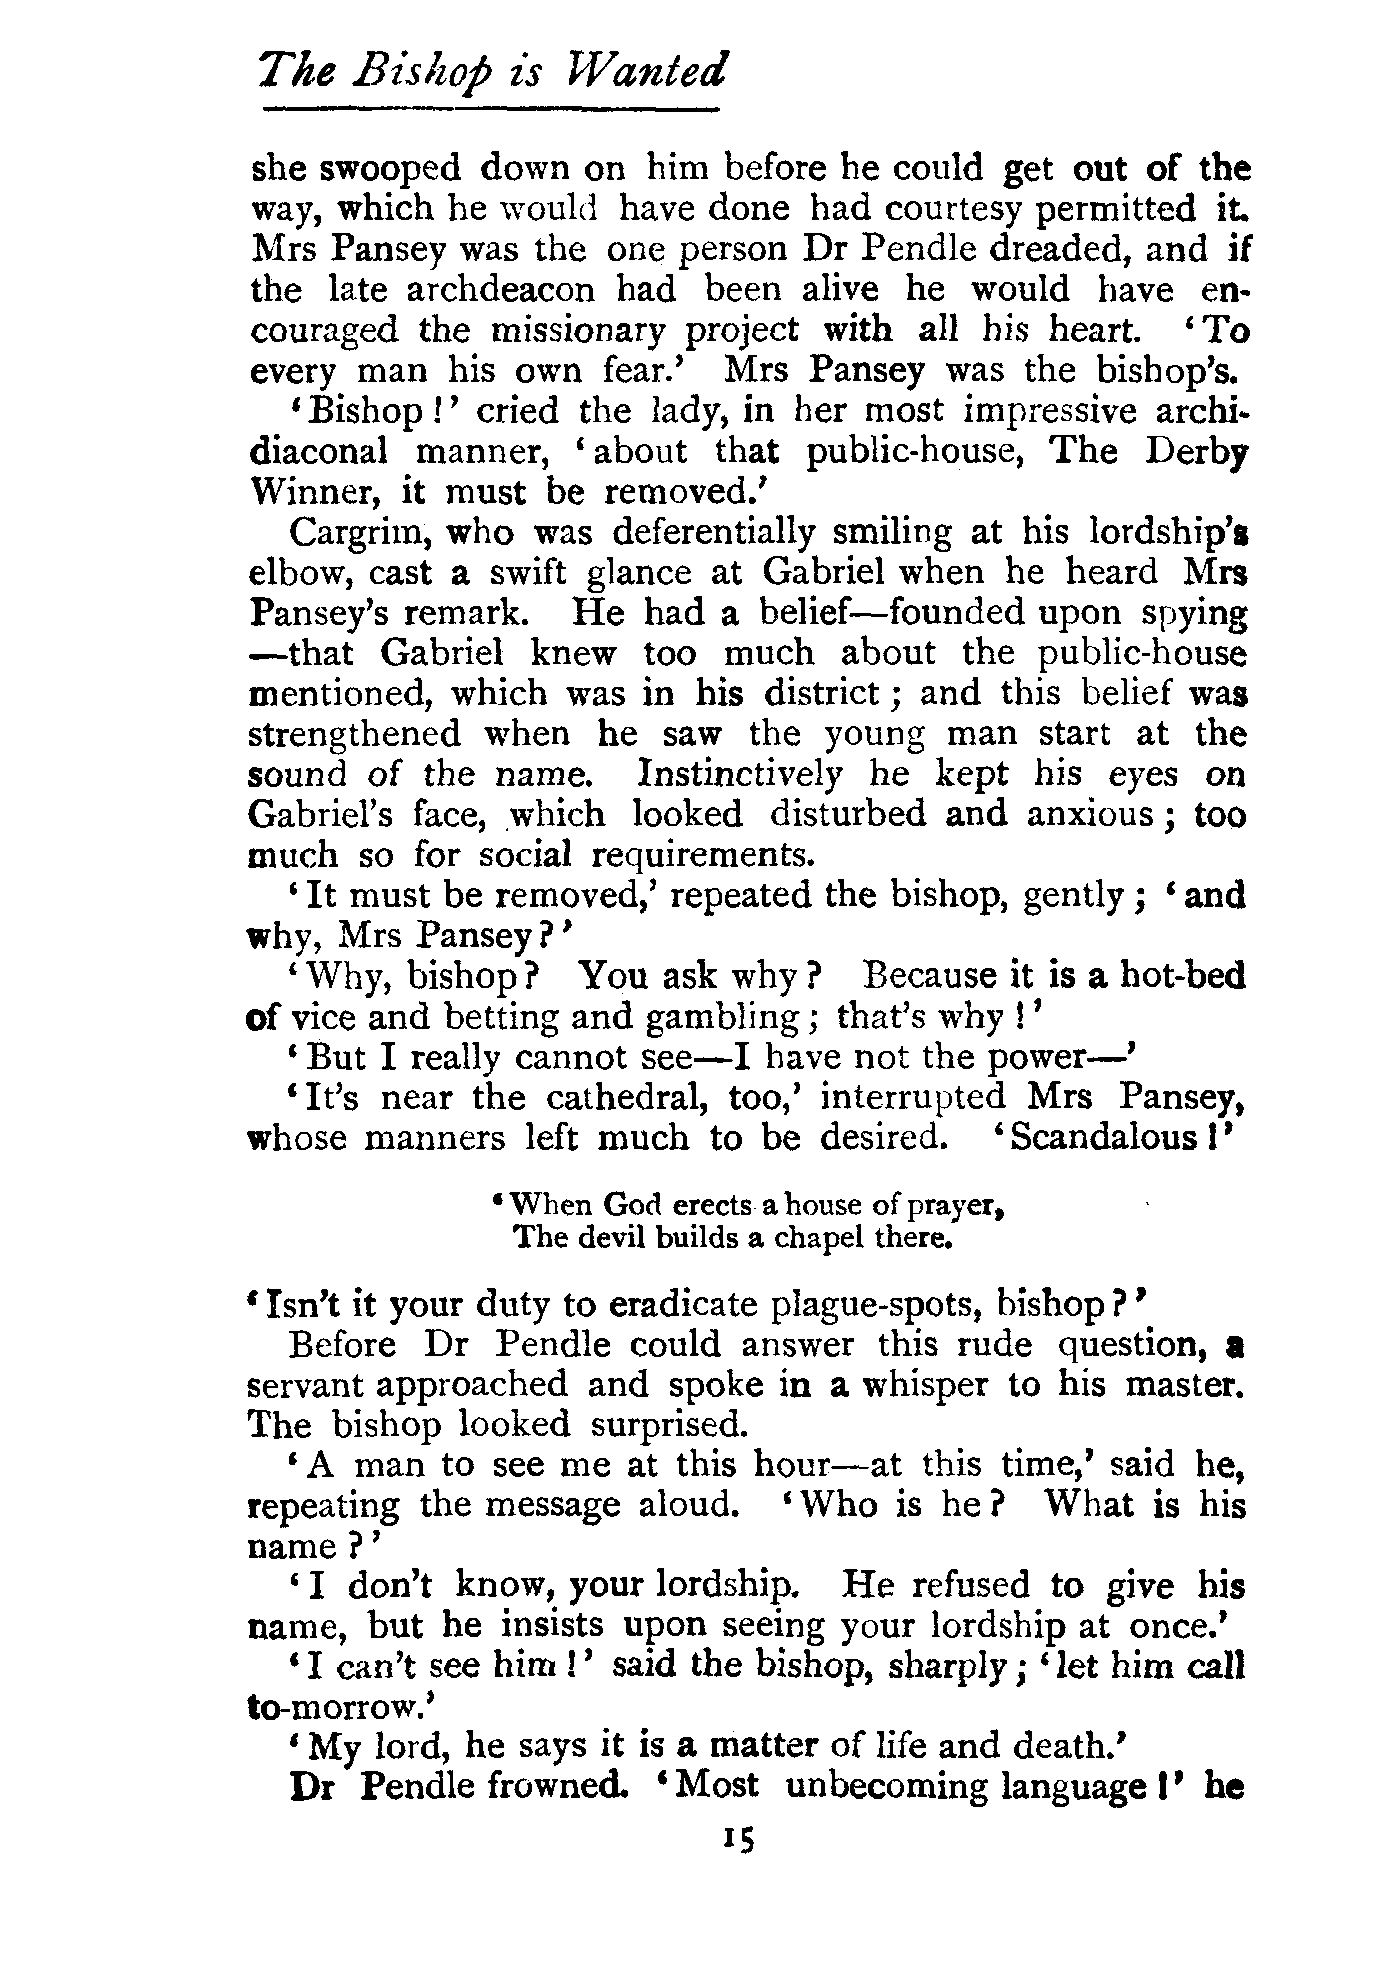 The Bishop is Wanted
she swooped down on him before he could get out of the
way, which he would have done had courtesy permitted it.
Mrs Pansey was the one person Dr Pendle dreaded, and if
the late archdeacon had been alive he would have en-
couraged the missionary project with all his heart. ‘To
every man his own fear.’ Mrs Pansey was the bishop’s.
‘Bishop!’ cried the lady, in her most impressive archi-
diaconal manner, ‘about that public-house, The Derby
Winner, it must be removed.’
Cargrim, who was deferentially smiling at his lordship’s
elbow, cast a swift glance at Gabriel when he heard Mrs
Pansey’s remark. He had a belief—founded upon spying
—that Gabriel knew too much about the public-house
mentioned, which was in his district; and this belief was
strengthened when he saw the young man start at the
sound of the name. Instinctively he kept his eyes on
Gabriel’s face, which looked disturbed and anxious; too
much so for social requirements.
‘It must be removed,’ repeated the bishop, gently; ‘and
why, Mrs Pansey?’
‘Why, bishop? You ask why? Because it is a hot-bed
of vice and betting and gambling; that’s why!’
‘But I really cannot see—I have not the power—’
‘It’s near the cathedral, too,’ interrupted Mrs Pansey,
whose manners left much to be desired. ‘Scandalous!’
‘When God erects a house of prayer,
The devil builds a chapel there.
‘Isn’t it your duty to eradicate plague-spots, bishop?’
Before Dr Pendle could answer this rude question, a
servant approached and spoke in a whisper to his master.
The bishop looked surprised.
‘A man to see me at this hour—at this time,’ said he,
repeating the message aloud. ‘Who is he? What is his
name?’
‘I don’t know, your lordship. He refused to give his
name, but he insists upon seeing your lordship at once.’
‘I can’t see him!’ said the bishop, sharply; ‘let him call
to-morrow.’
‘My lord, he says it is a matter of life and death.’
Dr Pendle frowned. ‘Most unbecoming language!’ he
15